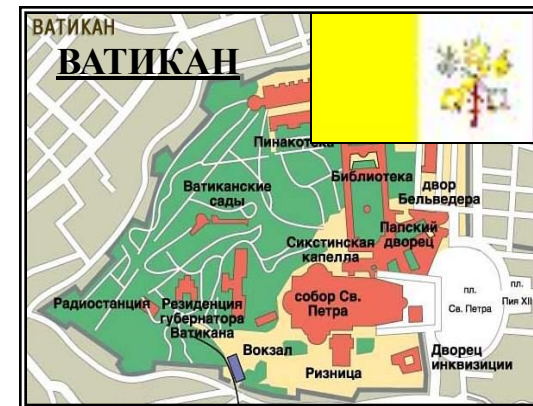 ВАТИКАН
ВАТИКАН
Пинакотека
Библиотека
Ватиканские
сады
двор
Бельведера
Папский
дворец
Сикстинская
капелла
собор Св.
Петра
пл.
Св. Петра
пл.
Пия XII
Радиостанция
Резиденция
губернатора
Ватикана
Вокзал
Ризница
Дворец
инквизиции